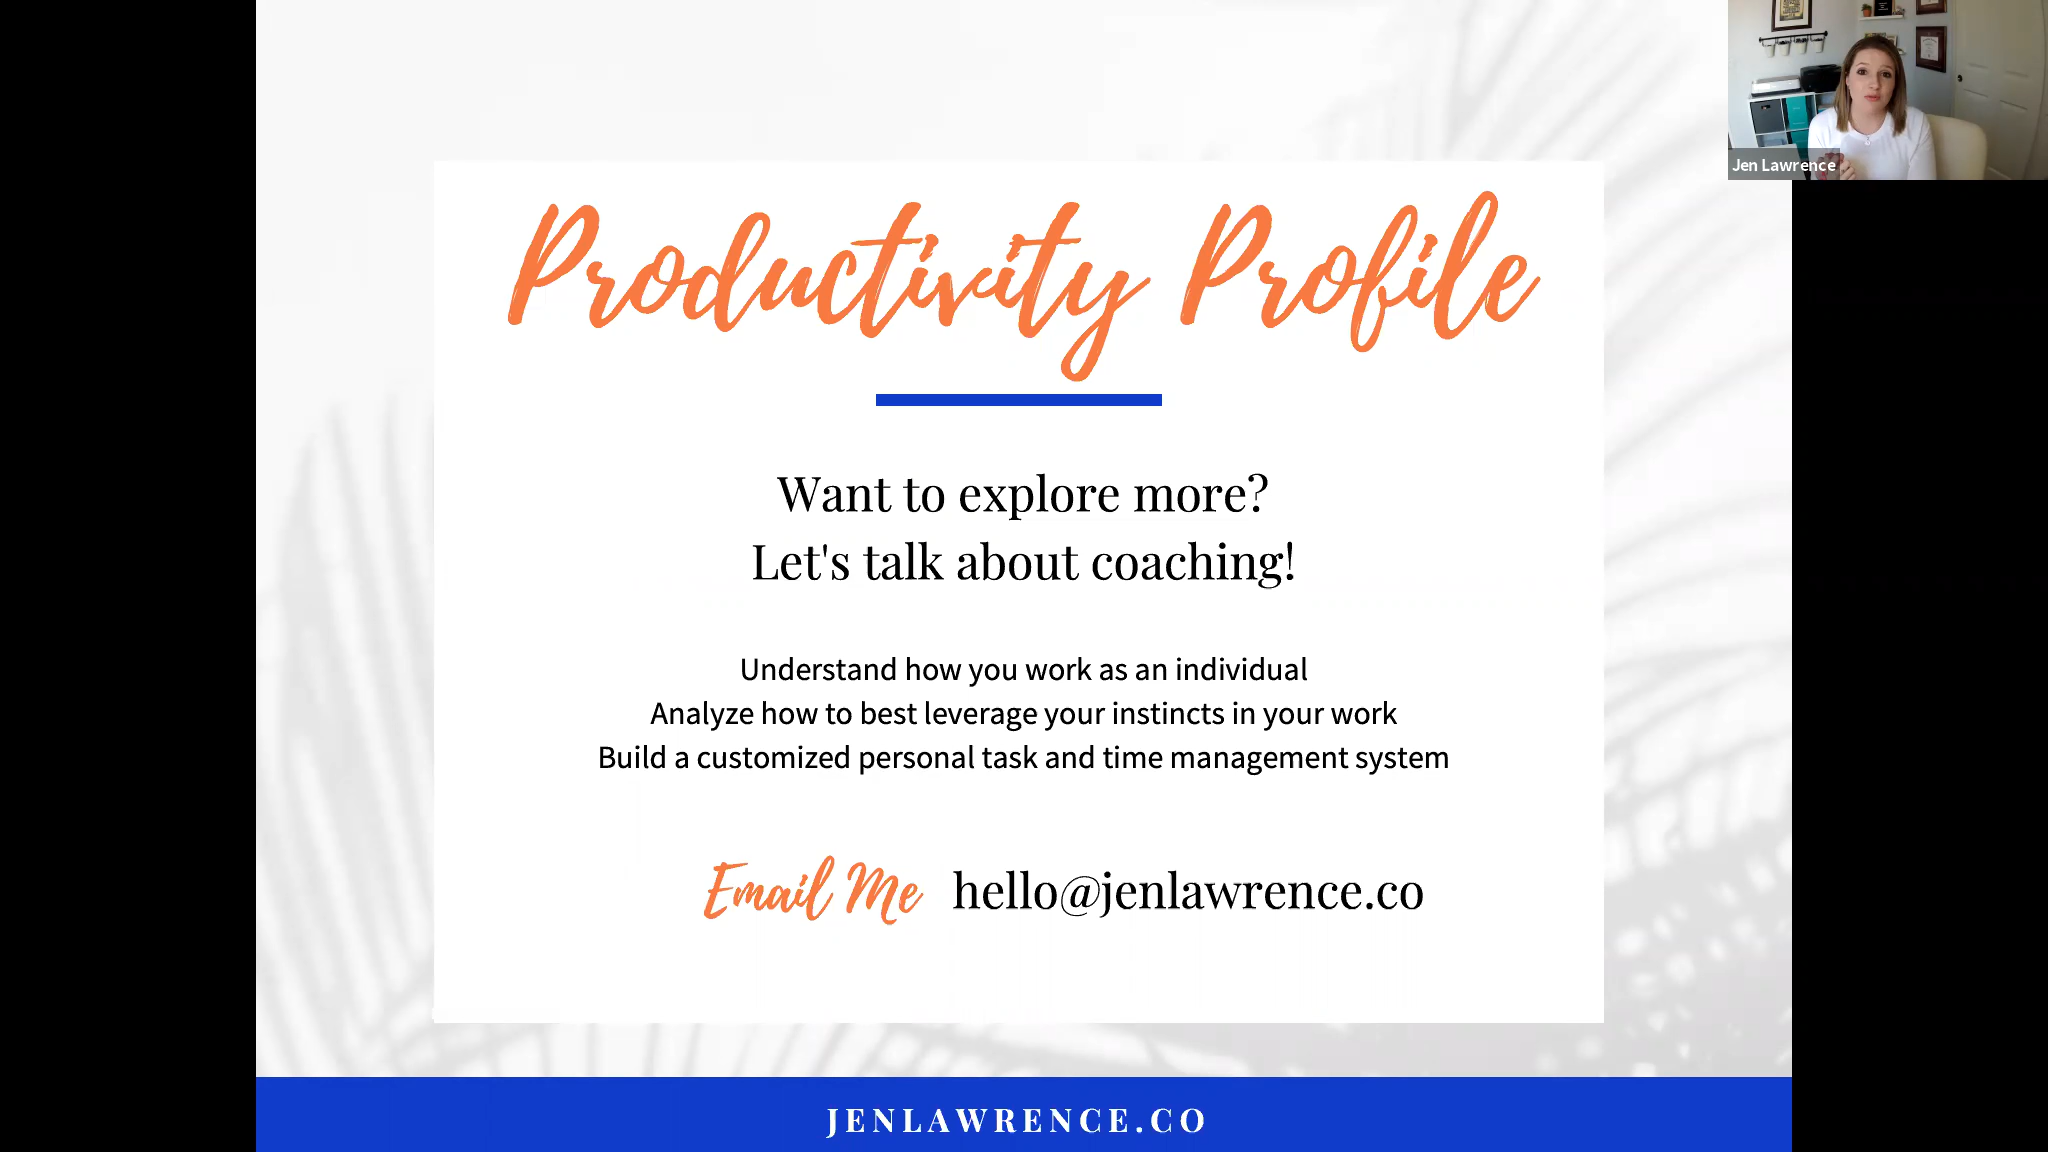 Jen Lawrence
Productivity Profile
Want to explore more?
Let's talk about coaching!
Understand how you work as an individual
Analyze how to best leverage your instincts in your work
Build a customized personal task and time management system
Email Me hello@jenlawrence.co
JENLAWRENCE.CO